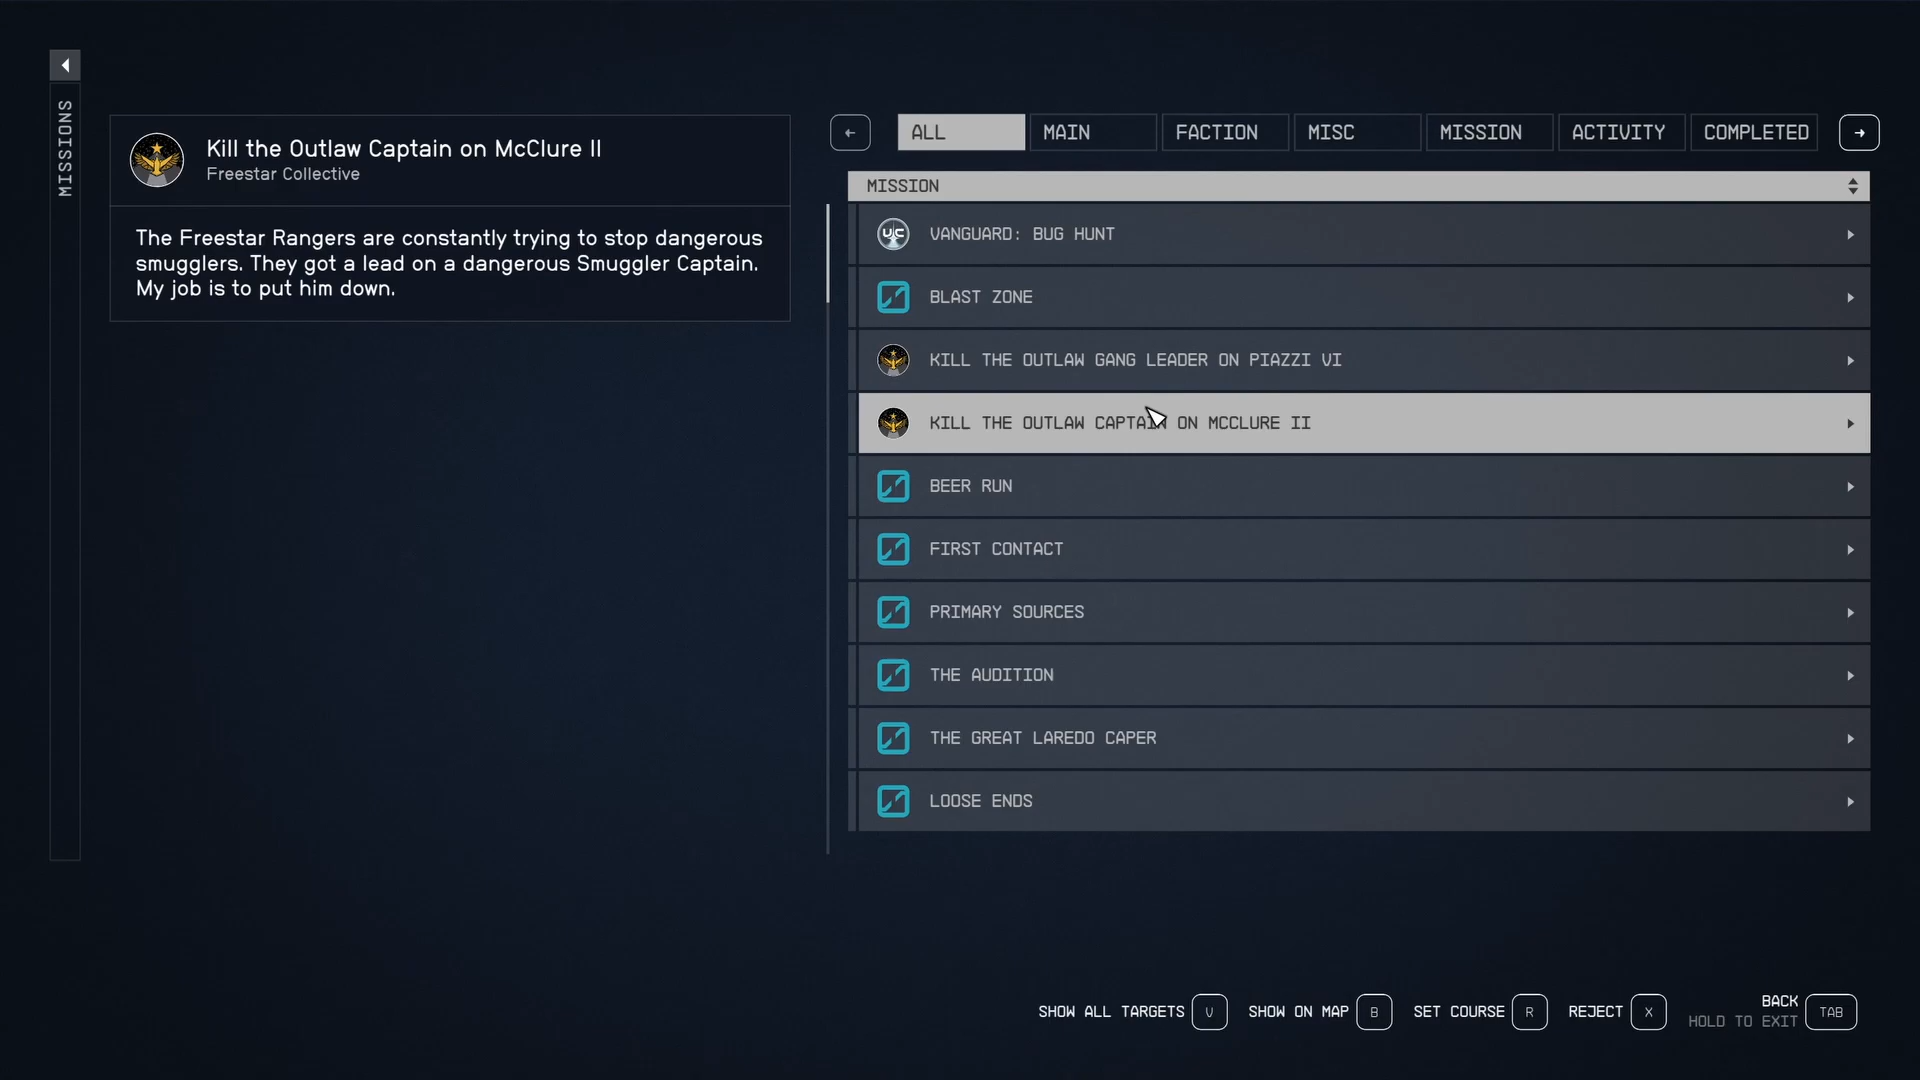 MISSIONS
Kill the Outlaw Captain on McClure II
Freestar Collective
The Freestar Rangers are constantly trying to stop dangerous
smugglers. They got a lead on a dangerous Smuggler Captain.
My job is to put him down.
ALL
MAIN
FACTION
MISC
MISSION
ACTIVITY
COMPLETED
MISSION
UC
VANGUARD: BUG HUNT
BLAST ZONE
KILL THE OUTLAW GANG LEADER ON PIAZZI VI
KILL THE OUTLAW CAPTAIN ON MCCLURE II
BEER RUN
FIRST CONTACT
PRIMARY SOURCES
THE AUDITION
THE GREAT LAREDO CAPER
LOOSE ENDS
SHOW ALL TARGETS V
SHOW ON MAP B
SET COURSE R
REJECT X
BACK
HOLD TO EXIT
TAB